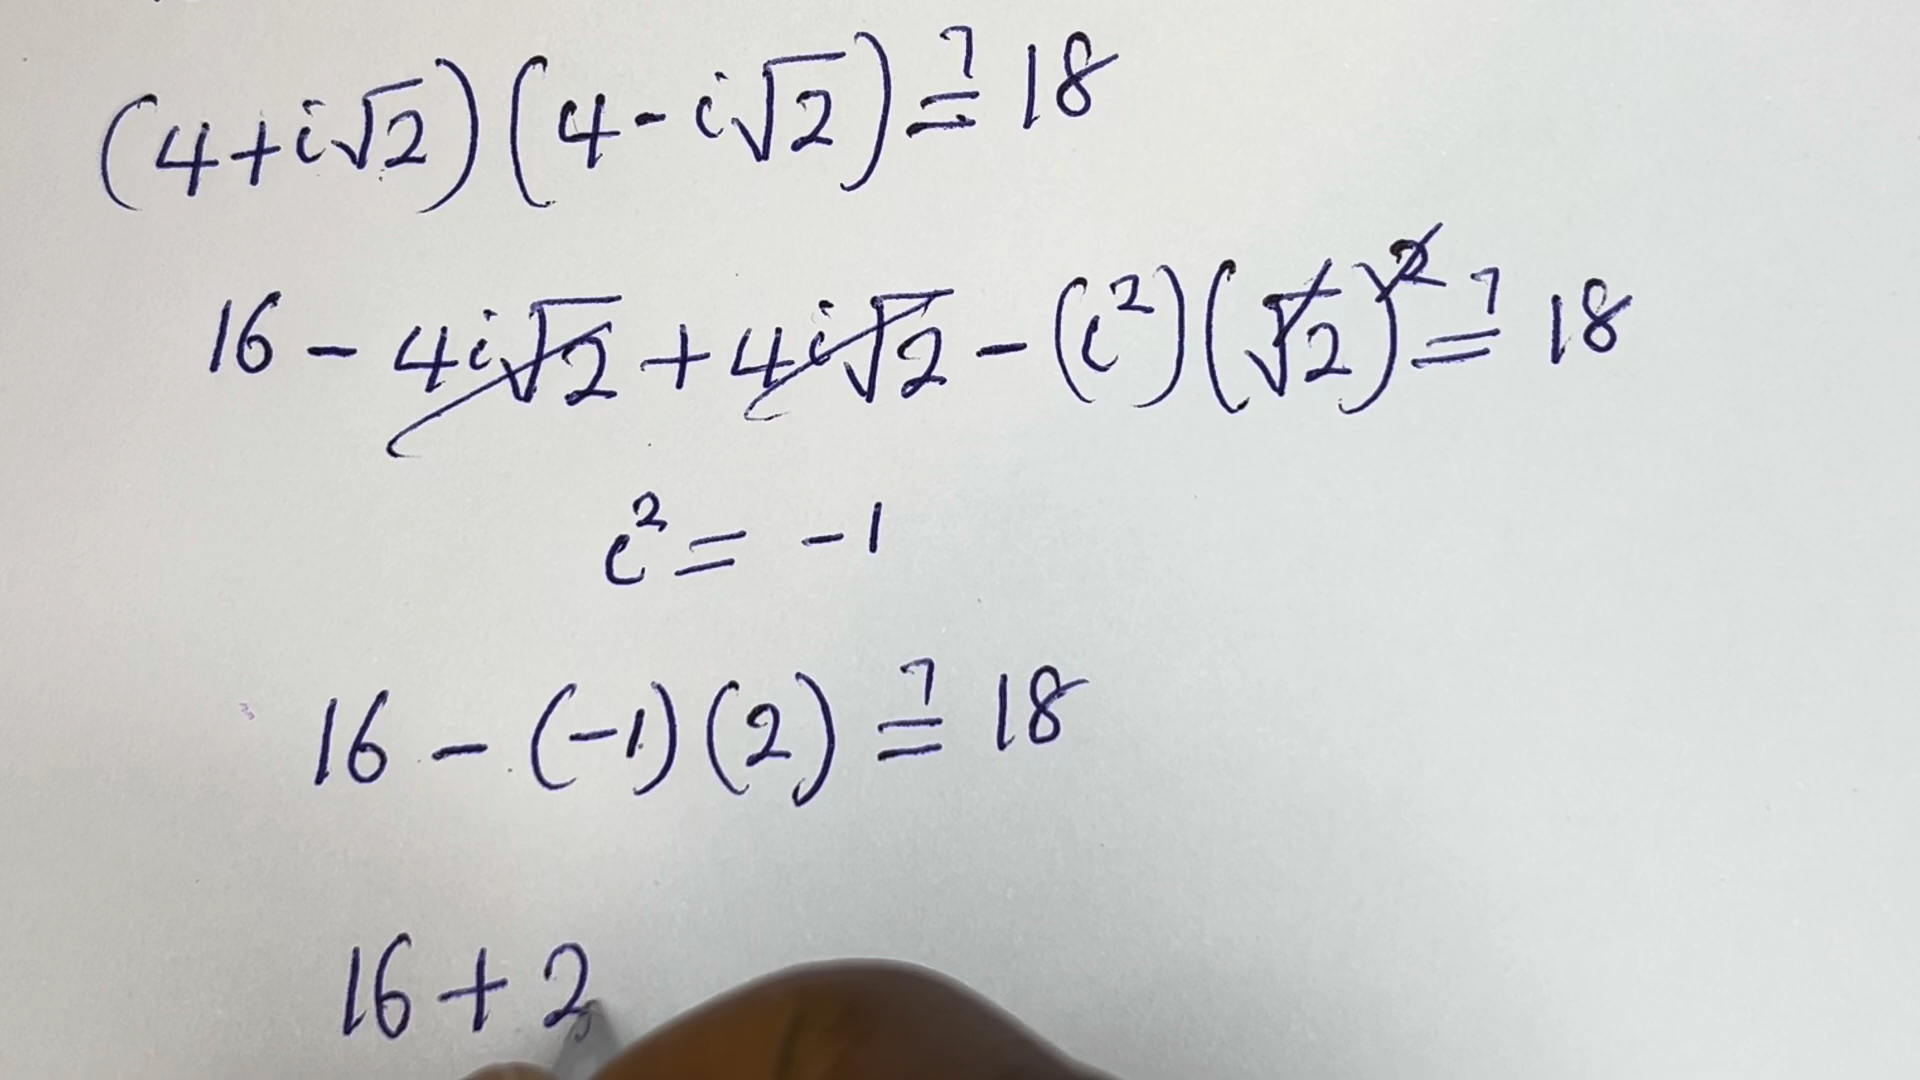 (4+i√2)(4-i√2) ≟ 18
16 - 4i√2 + 4i√2 - (i²)(√2)² ≟ 18
i² = -1
16 - (-1)(2) ≟ 18
16 + 2